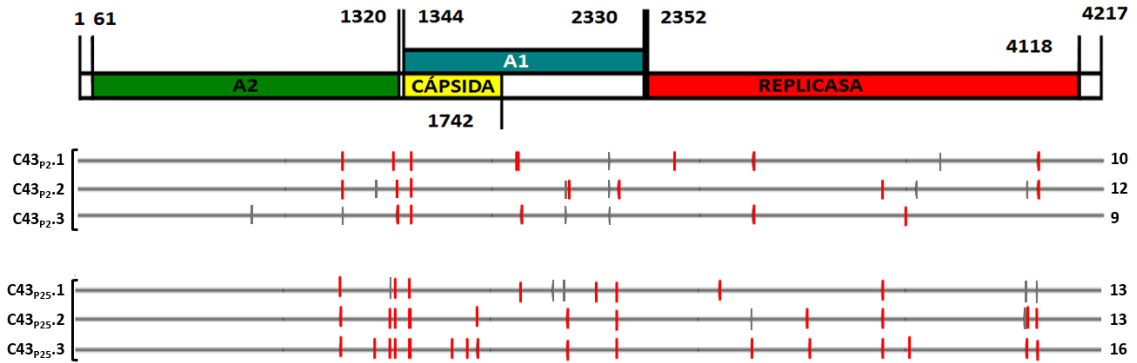 1 61 1320 1344 2330 2352 4118 4217
A1
A2 CÁPSIDA REPLICASA
1742
C43P2.1 10
C43P2.2 12
C43P2.3 9
C43P25.1 13
C43P25.2 13
C43P25.3 16